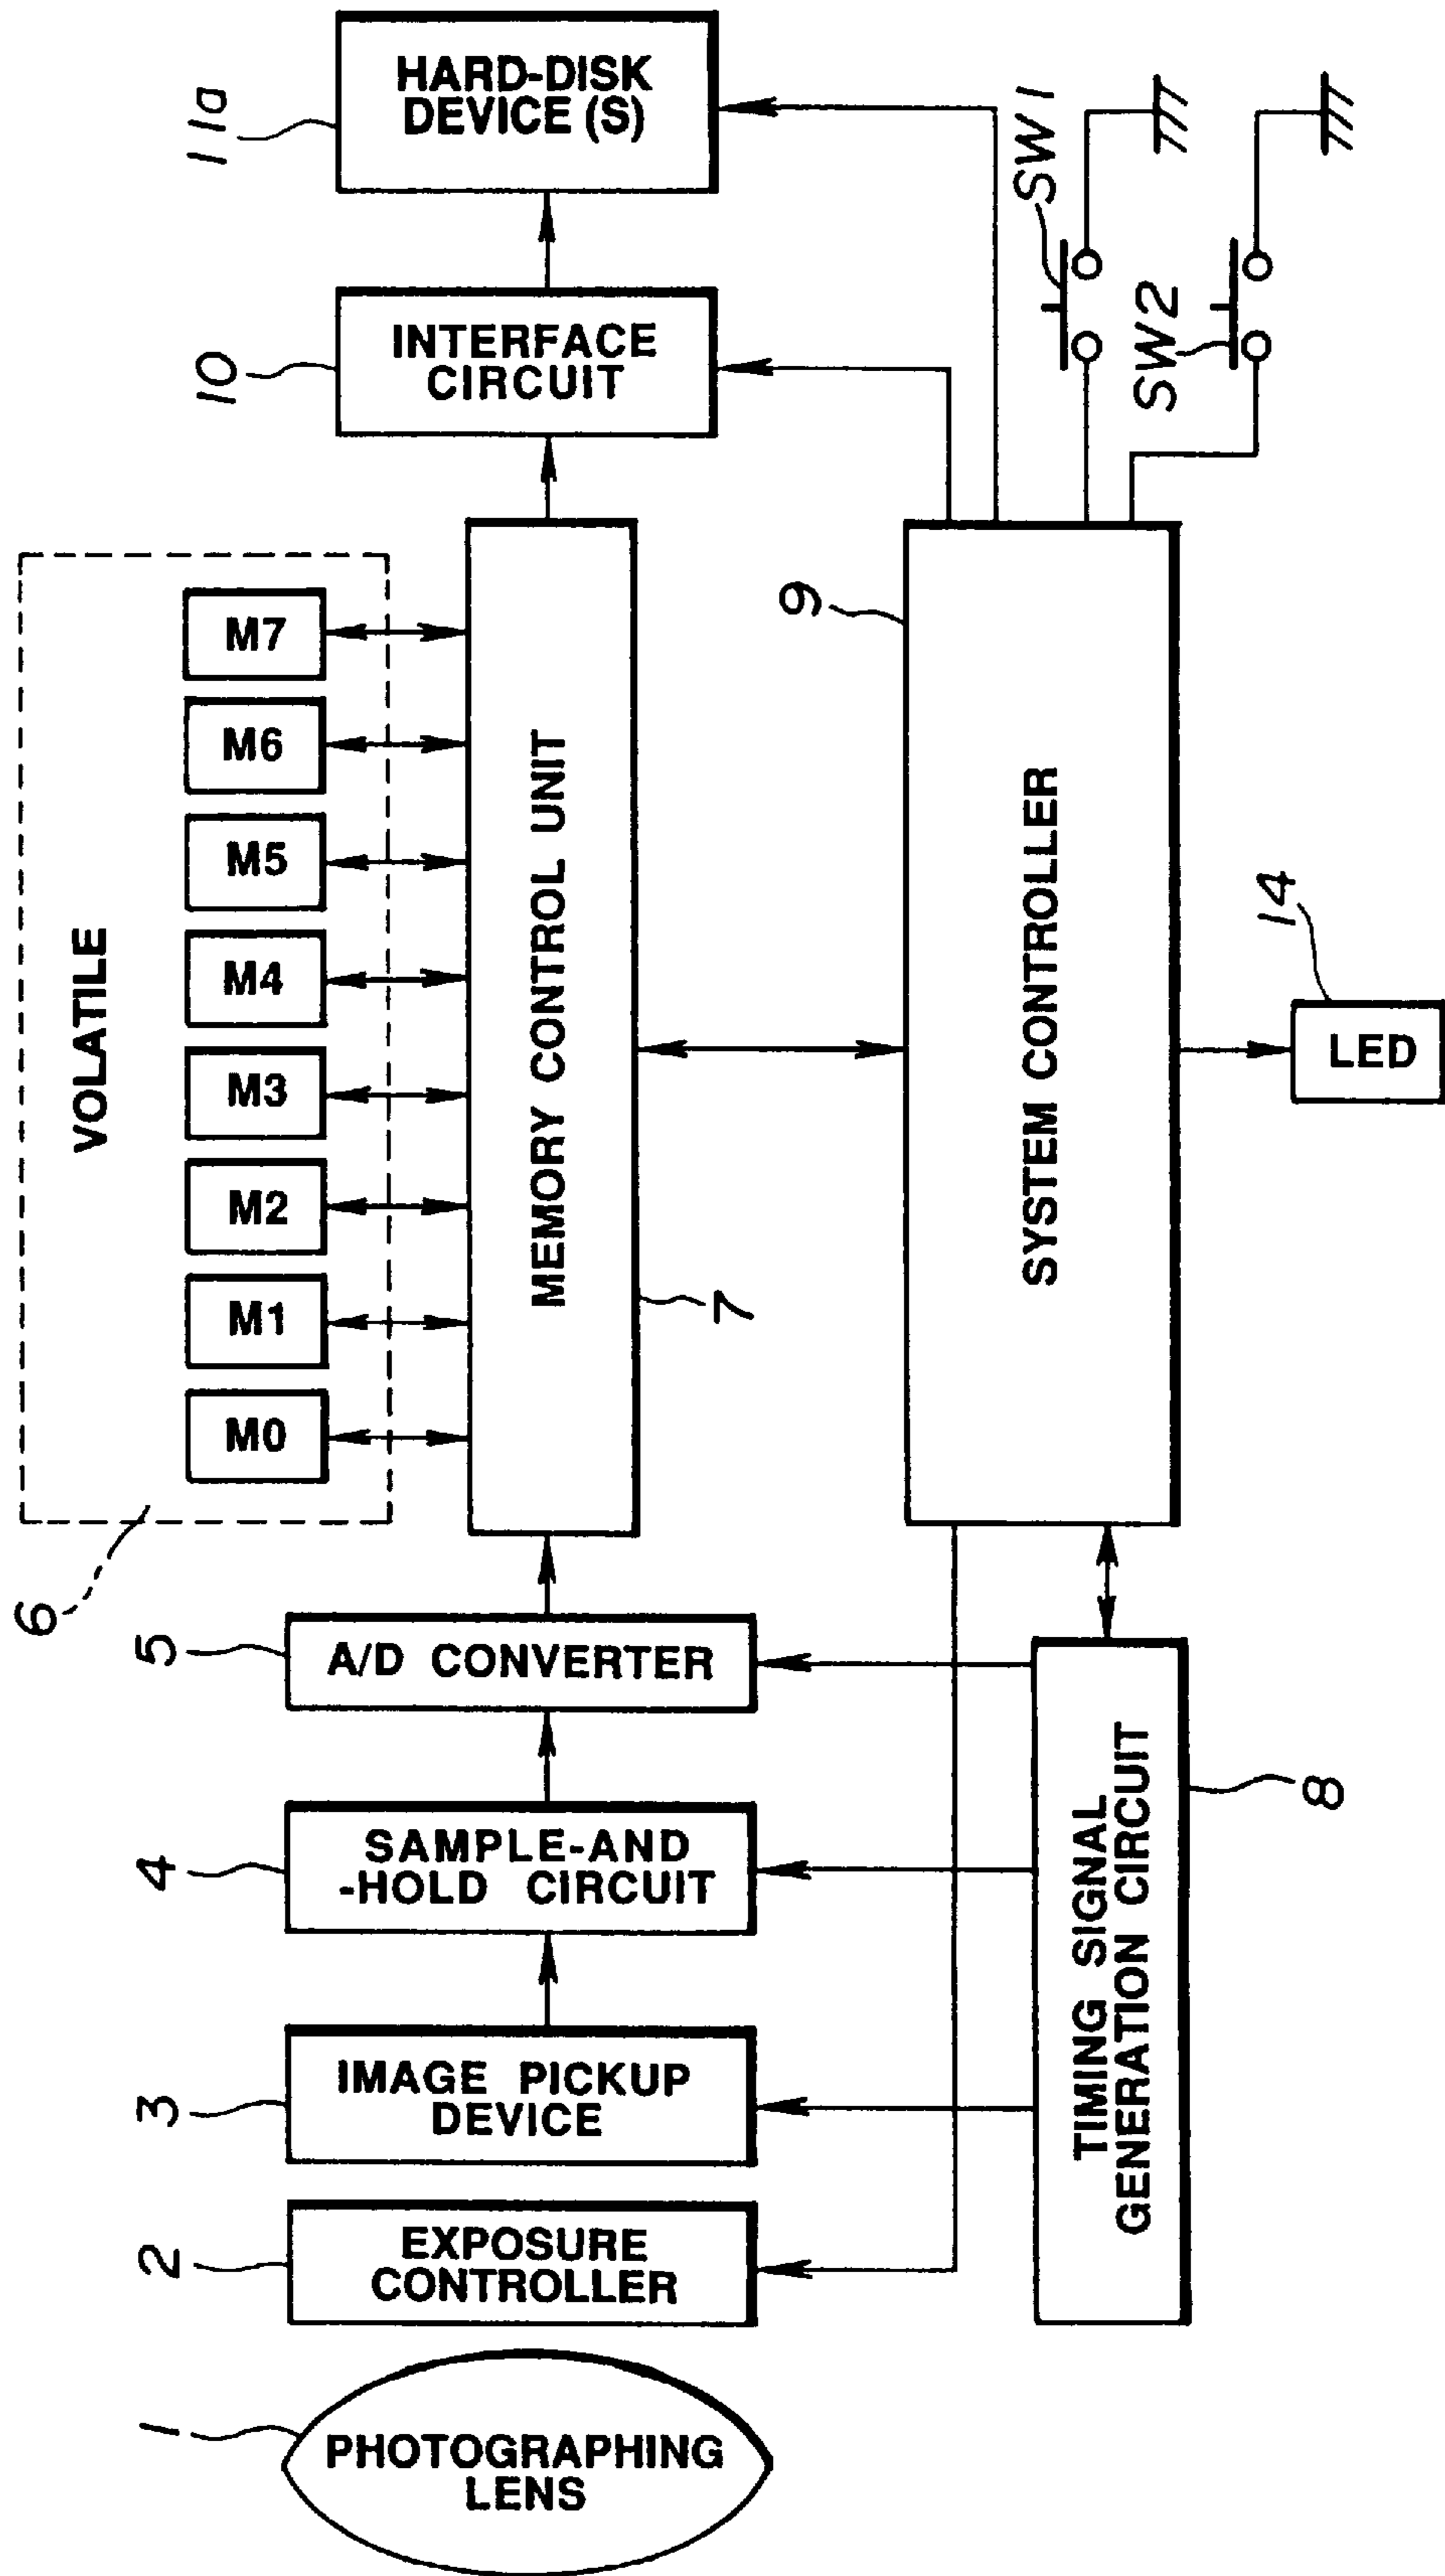 HARD-DISK
DEVICE (S)
11a
INTERFACE
CIRCUIT
10
SW1
SW2
VOLATILE
M7
M6
M5
M4
M3
M2
M1
M0
6
MEMORY CONTROL UNIT
7
9
SYSTEM CONTROLLER
14
LED
5
A/D CONVERTER
4
SAMPLE-AND
-HOLD CIRCUIT
3
IMAGE PICKUP
DEVICE
2
EXPOSURE
CONTROLLER
TIMING SIGNAL
GENERATION CIRCUIT
8
1
PHOTOGRAPHING
LENS